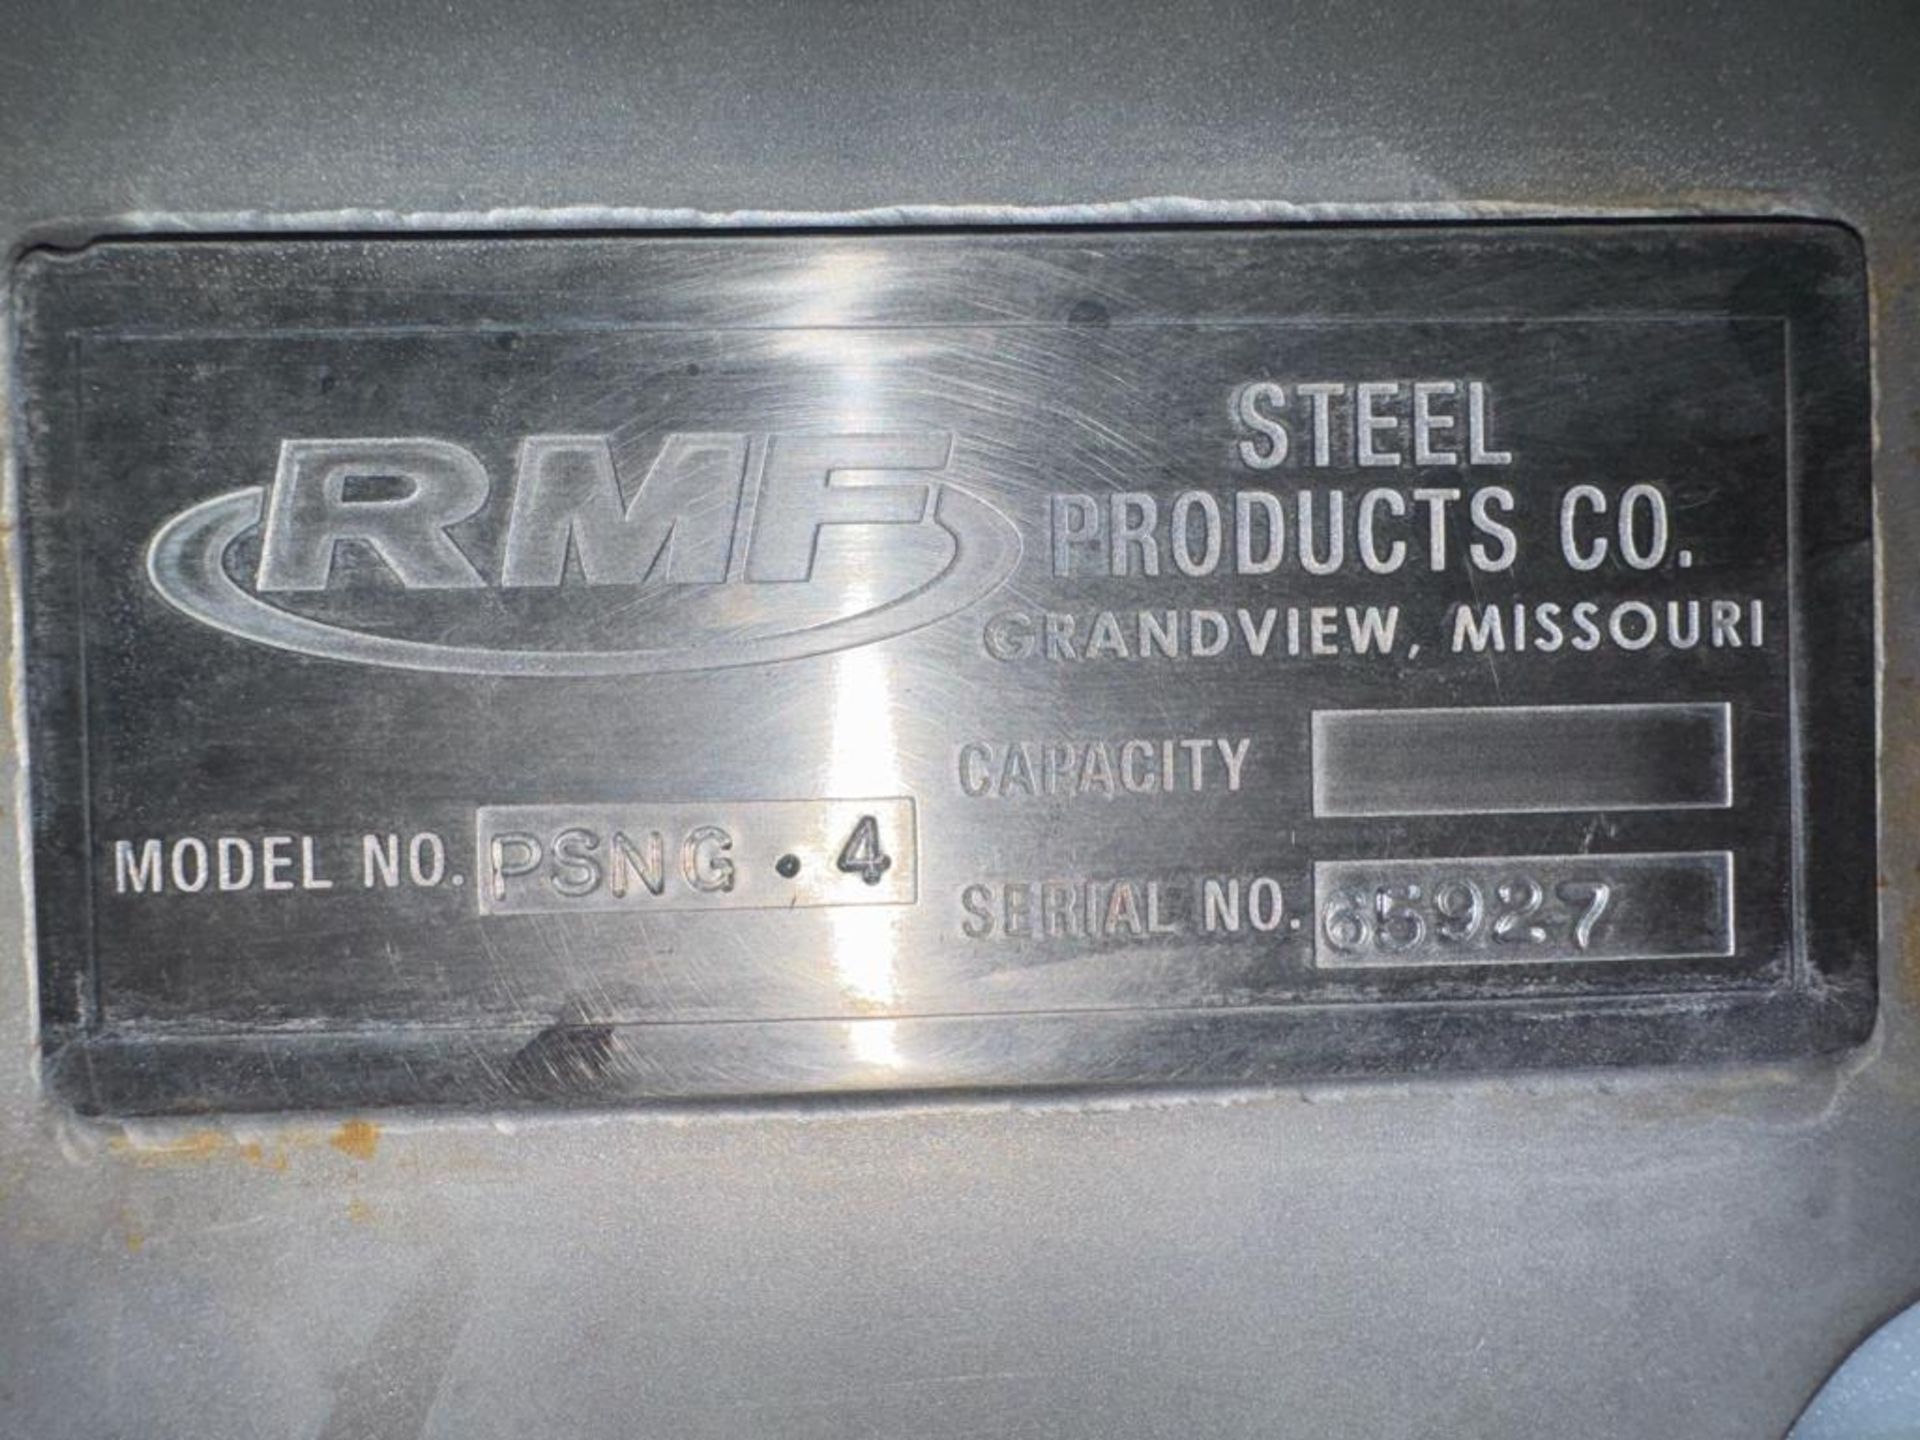 RMF
STEEL
PRODUCTS CO.
GRANDVIEW, MISSOURI
CAPACITY
MODEL NO. PSNG · 4
SERIAL NO. 65927